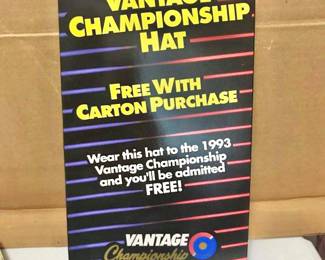 VANTAGE
CHAMPIONSHIP
HAT
FREE WITH
CARTON PURCHASE
Wear this hat to the 1993
Vantage Championship
and you'll be admitted
FREE!
VANTAGE
Championship